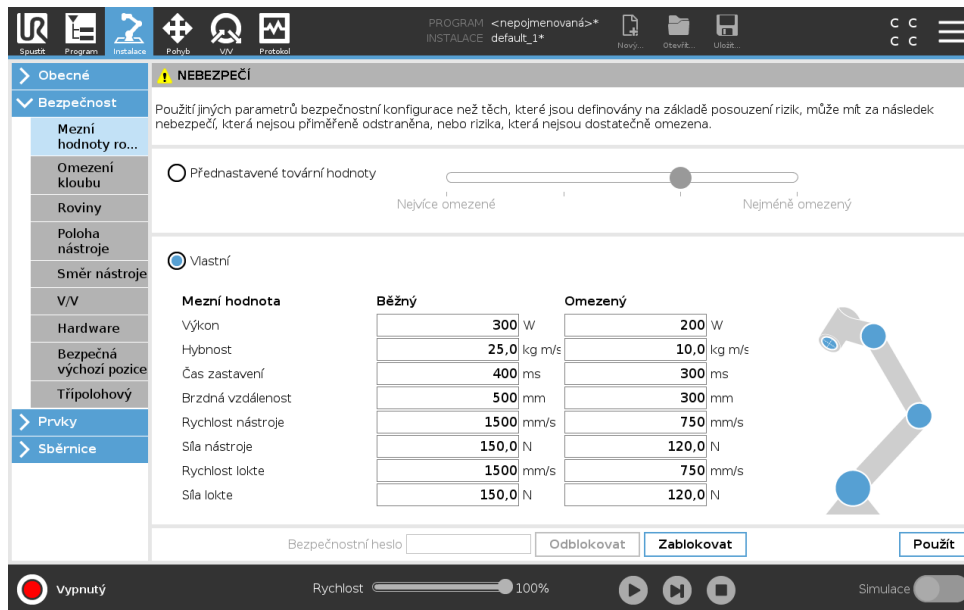 PROGRAM <nepojmenovaná>*
INSTALACE default_1*
Spustit Program Instalace Pohyb V/V Protokol Nový... Otevřít... Uložit...
C C
C C
Obecné
Bezpečnost
Mezní
hodnoty ro...
Omezení
kloubu
Roviny
Poloha
nástroje
Směr nástroje
V/V
Hardware
Bezpečná
výchozí pozice
Třípolohový
Prvky
Sběrnice
NEBEZPEČÍ
Použití jiných parametrů bezpečnostní konfigurace než těch, které jsou definovány na základě posouzení rizik, může mít za následek
nebezpečí, která nejsou přiměřeně odstraněna, nebo rizika, která nejsou dostatečně omezena.
Přednastavené tovární hodnoty
Nejvíce omezené Nejméně omezený
Vlastní
Mezní hodnota Běžný Omezený
Výkon 300 W 200 W
Hybnost 25,0 kg m/s 10,0 kg m/s
Čas zastavení 400 ms 300 ms
Brzdná vzdálenost 500 mm 300 mm
Rychlost nástroje 1500 mm/s 750 mm/s
Síla nástroje 150,0 N 120,0 N
Rychlost lokte 1500 mm/s 750 mm/s
Síla lokte 150,0 N 120,0 N
Bezpečnostní heslo Odblokovat Zablokovat Použít
Vypnutý Rychlost 100% Simulace